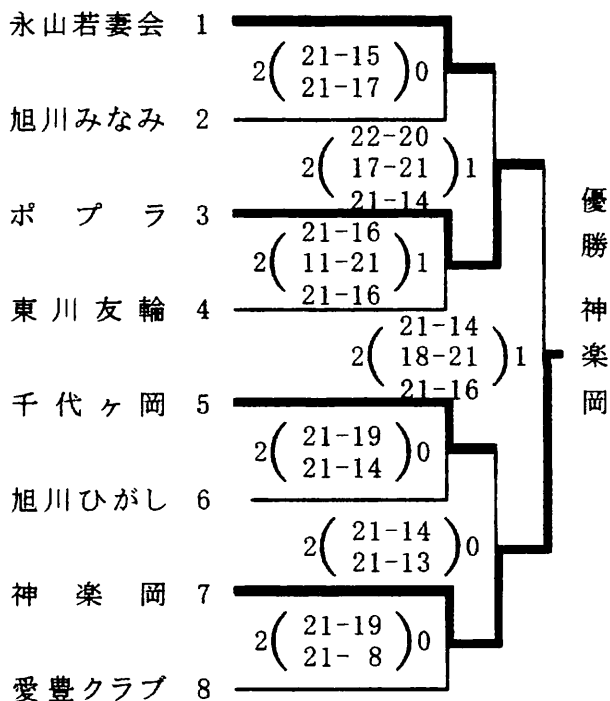 永山若妻会 1
2( 21-15 )0
21-17
旭川みなみ 2
22-20
2( 17-21 )1
21-14
ポプラ 3
21-16
2( 11-21 )1
21-16
東川友輪 4
21-14
2( 18-21 )1
21-16
千代ヶ岡 5
2( 21-19 )0
21-14
旭川ひがし 6
2( 21-14 )0
21-13
神楽岡 7
2( 21-19 )0
21- 8
愛豊クラブ 8
優勝 神楽岡